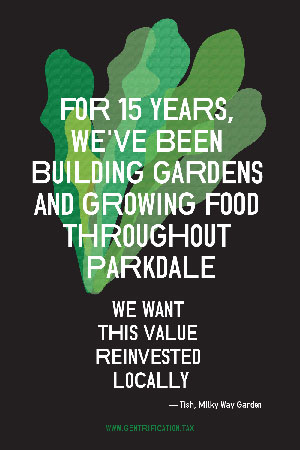 FOR 15 YEARS,
WE'VE BEEN
BUILDING GARDENS
AND GROWING FOOD
THROUGHOUT
PARKDALE
WE WANT
THIS VALUE
REINVESTED
LOCALLY
— Tish, Milky Way Garden
WWW.GENTRIFICATION.TAX